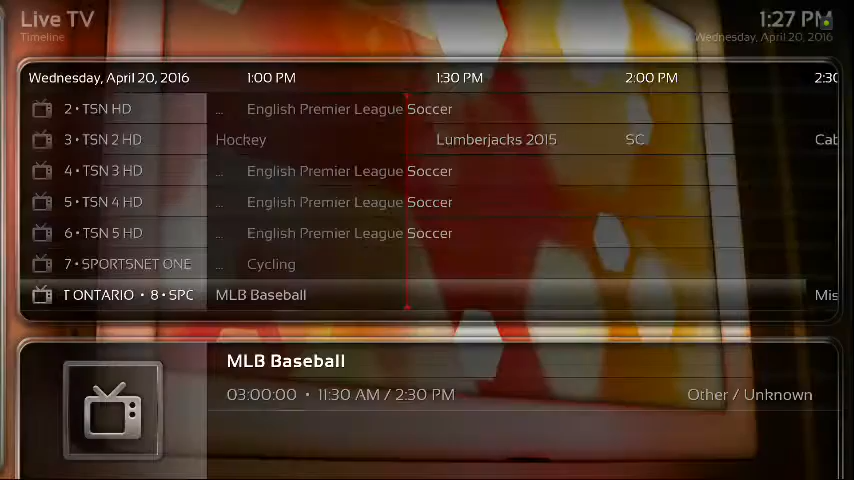 Live TV
Timeline
1:27 PM
Wednesday, April 20, 2016
Wednesday, April 20, 2016 1:00 PM 1:30 PM 2:00 PM 2:30
2 • TSN HD ... English Premier League Soccer
3 • TSN 2 HD Hockey Lumberjacks 2015 SC Cab
4 • TSN 3 HD ... English Premier League Soccer
5 • TSN 4 HD ... English Premier League Soccer
6 • TSN 5 HD ... English Premier League Soccer
7 • SPORTSNET ONE ... Cycling
T ONTARIO • 8 • SPC MLB Baseball Mis
MLB Baseball
03:00:00 • 11:30 AM / 2:30 PM Other / Unknown